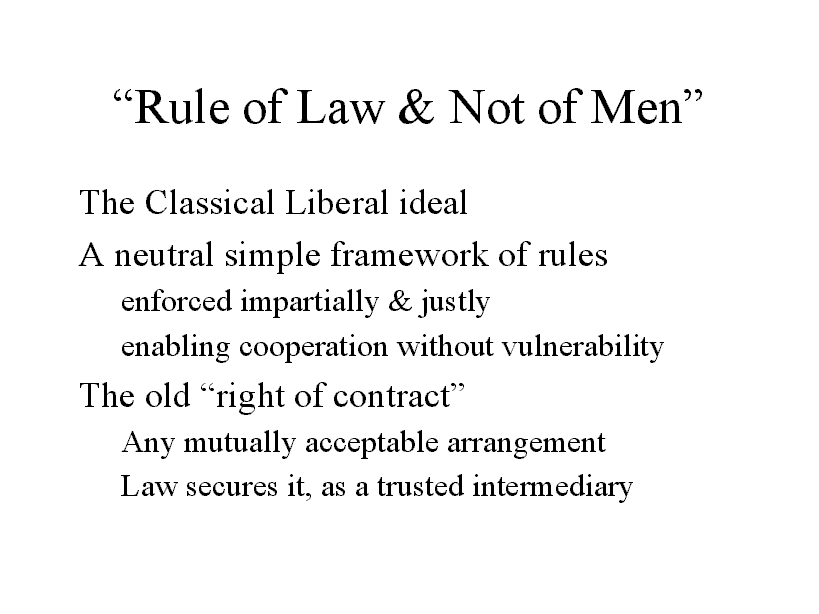 “Rule of Law & Not of Men”
The Classical Liberal ideal
A neutral simple framework of rules
enforced impartially & justly
enabling cooperation without vulnerability
The old “right of contract”
Any mutually acceptable arrangement
Law secures it, as a trusted intermediary